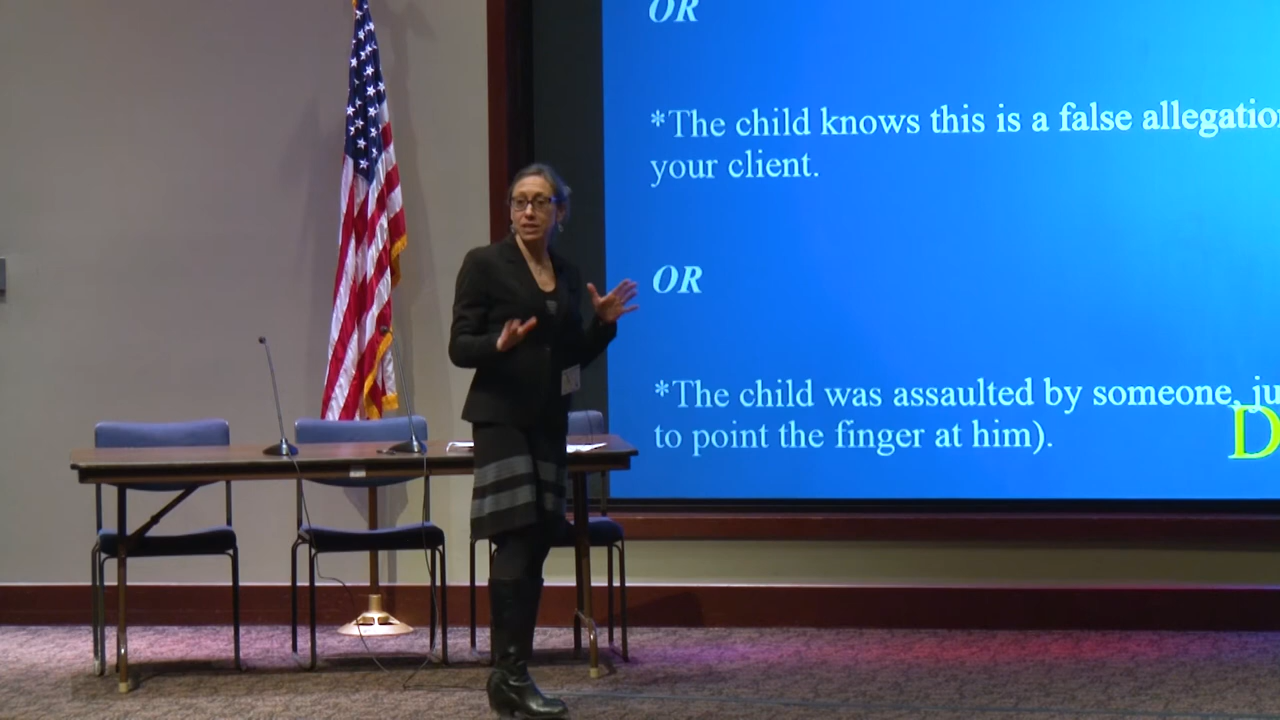 OR
*The child knows this is a false allegatio
your client.
OR
*The child was assaulted by someone, ju
to point the finger at him).
D